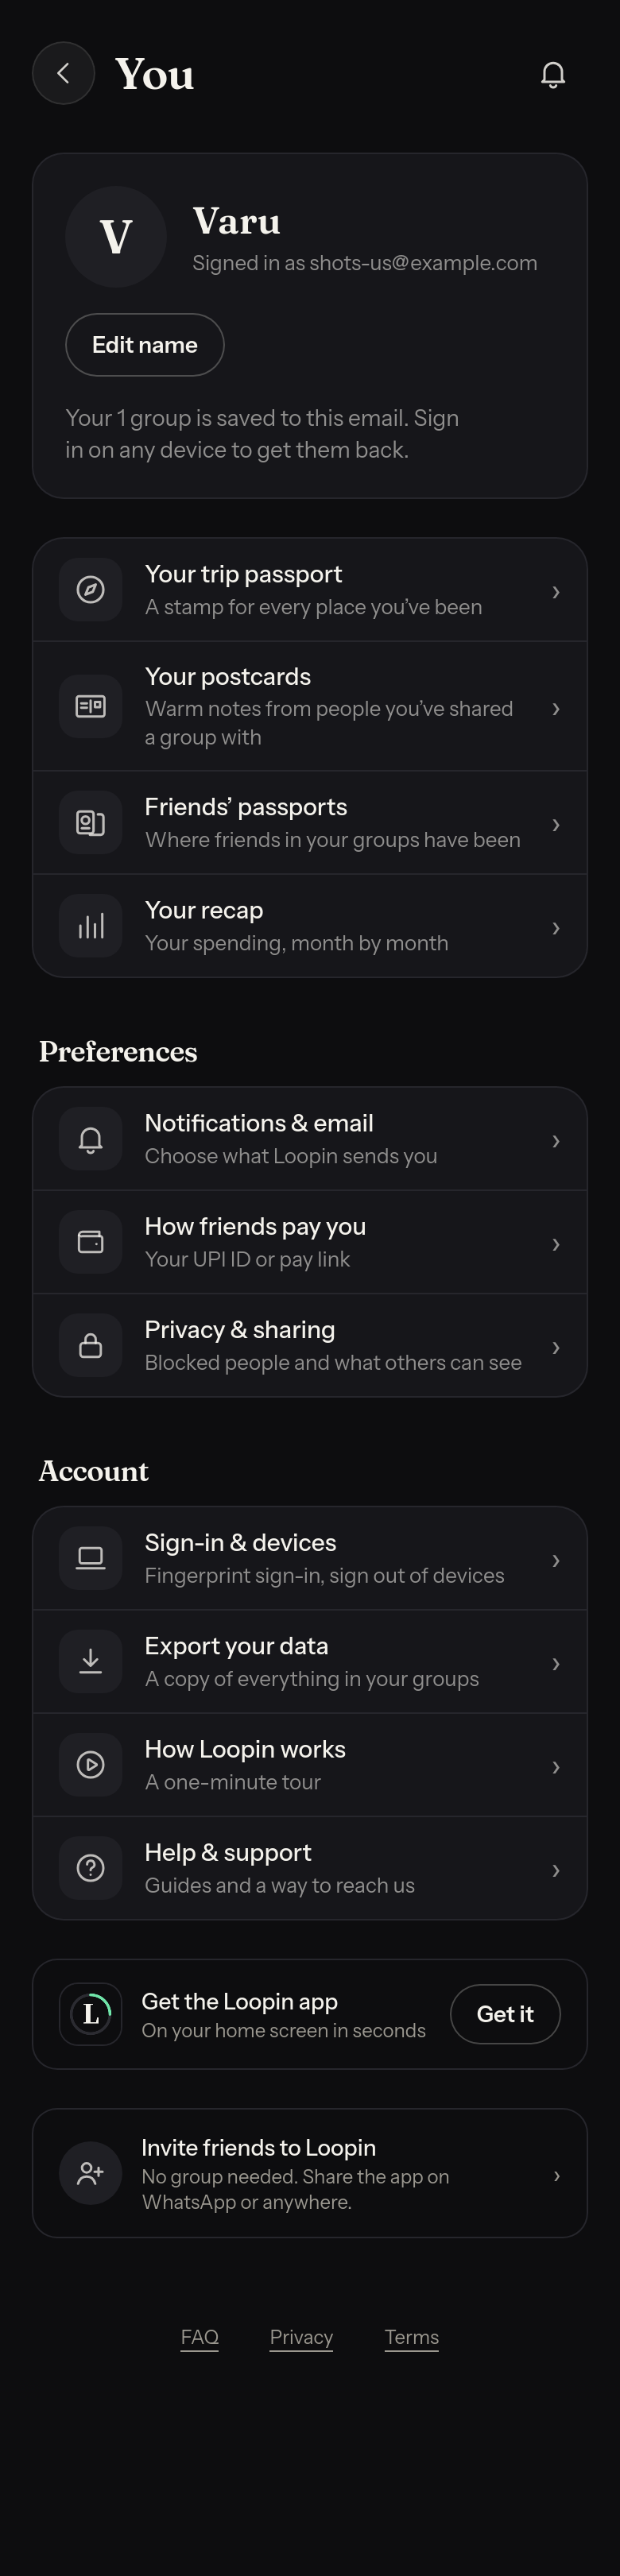 You
V
Varu
Signed in as shots-us@example.com
Edit name
Your 1 group is saved to this email. Sign
in on any device to get them back.
Your trip passport
A stamp for every place you’ve been
Your postcards
Warm notes from people you’ve shared
a group with
Friends’ passports
Where friends in your groups have been
Your recap
Your spending, month by month
Preferences
Notifications & email
Choose what Loopin sends you
How friends pay you
Your UPI ID or pay link
Privacy & sharing
Blocked people and what others can see
Account
Sign-in & devices
Fingerprint sign-in, sign out of devices
Export your data
A copy of everything in your groups
How Loopin works
A one-minute tour
Help & support
Guides and a way to reach us
L
Get the Loopin app
On your home screen in seconds
Get it
Invite friends to Loopin
No group needed. Share the app on
WhatsApp or anywhere.
FAQ Privacy Terms